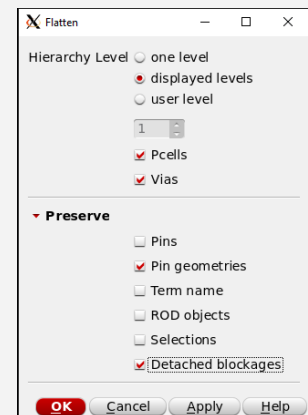 Flatten
Hierarchy Level one level
displayed levels
user level
1
Pcells
Vias
Preserve
Pins
Pin geometries
Term name
ROD objects
Selections
Detached blockages
OK Cancel Apply Help